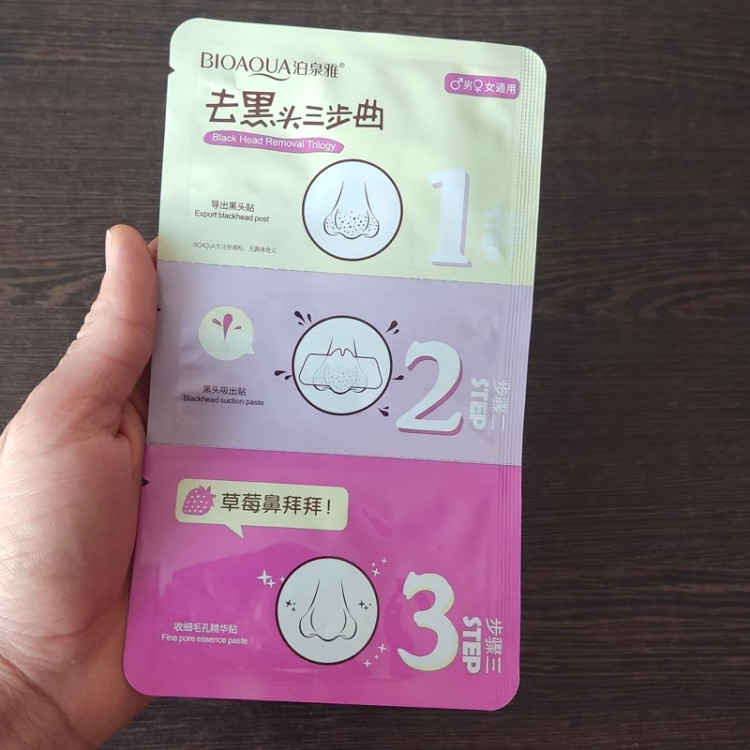 BIOAQUA泊泉雅®
♂男♀女通用
去黑头三步曲
Black Head Removal Trilogy
导出黑头贴
Export blackhead post
1
STEP
2
步骤二
STEP
黑头吸出贴
Blackhead suction paste
草莓鼻拜拜!
3
步骤三
STEP
收细毛孔精华贴
Fine pore essence paste